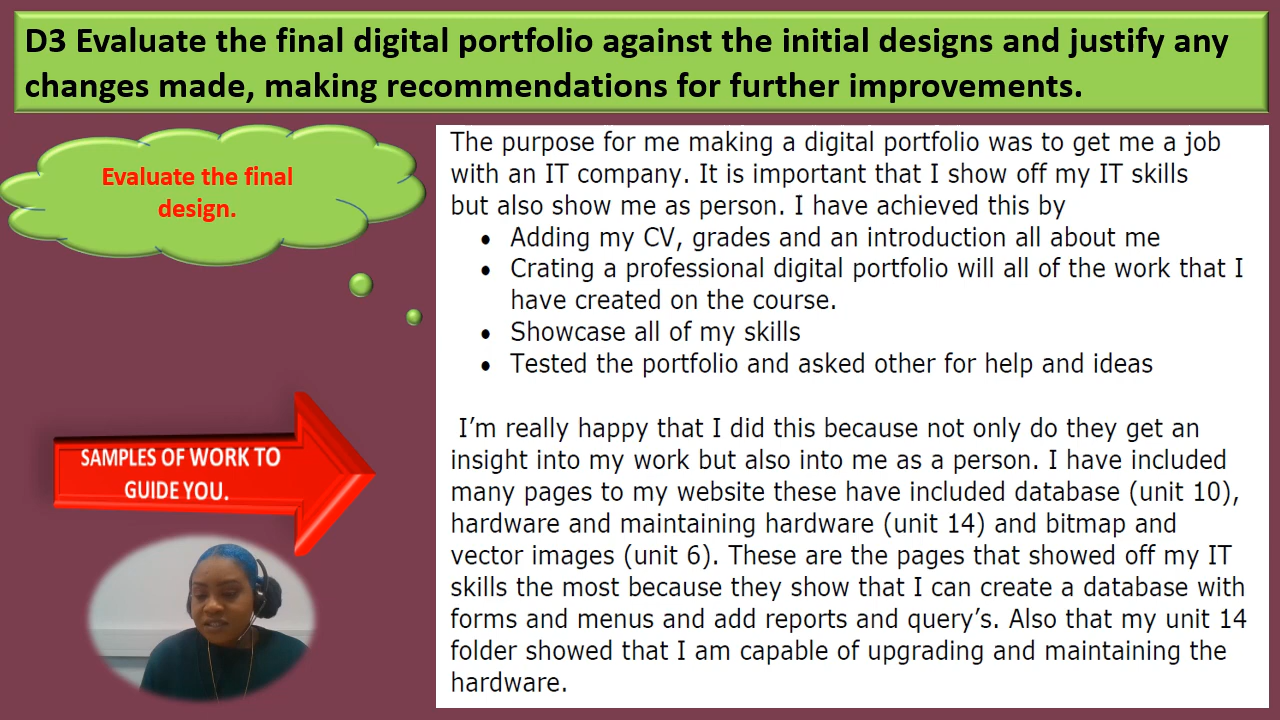 D3 Evaluate the final digital portfolio against the initial designs and justify any
changes made, making recommendations for further improvements.
Evaluate the final
design.
SAMPLES OF WORK TO
GUIDE YOU.
The purpose for me making a digital portfolio was to get me a job
with an IT company. It is important that I show off my IT skills
but also show me as person. I have achieved this by
• Adding my CV, grades and an introduction all about me
• Crating a professional digital portfolio will all of the work that I
have created on the course.
• Showcase all of my skills
• Tested the portfolio and asked other for help and ideas
I'm really happy that I did this because not only do they get an
insight into my work but also into me as a person. I have included
many pages to my website these have included database (unit 10),
hardware and maintaining hardware (unit 14) and bitmap and
vector images (unit 6). These are the pages that showed off my IT
skills the most because they show that I can create a database with
forms and menus and add reports and query's. Also that my unit 14
folder showed that I am capable of upgrading and maintaining the
hardware.